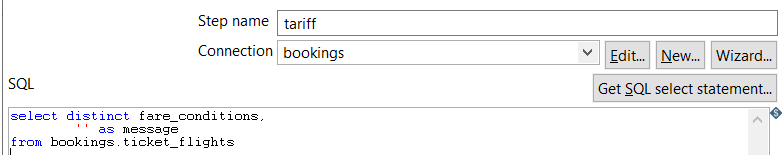 Step name tariff
Connection bookings Edit... New... Wizard...
SQL Get SQL select statement...
select distinct fare_conditions,
'' as message
from bookings.ticket_flights